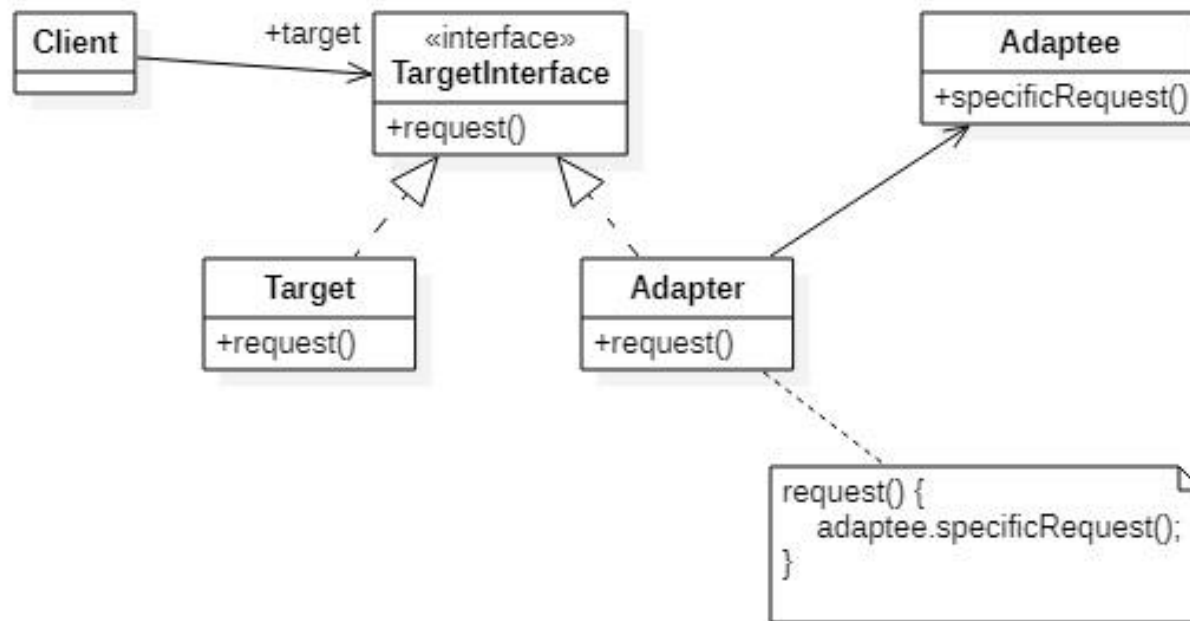 Client
+target
«interface»
TargetInterface
+request()
Adaptee
+specificRequest()
Target
+request()
Adapter
+request()
request() {
    adaptee.specificRequest();
}